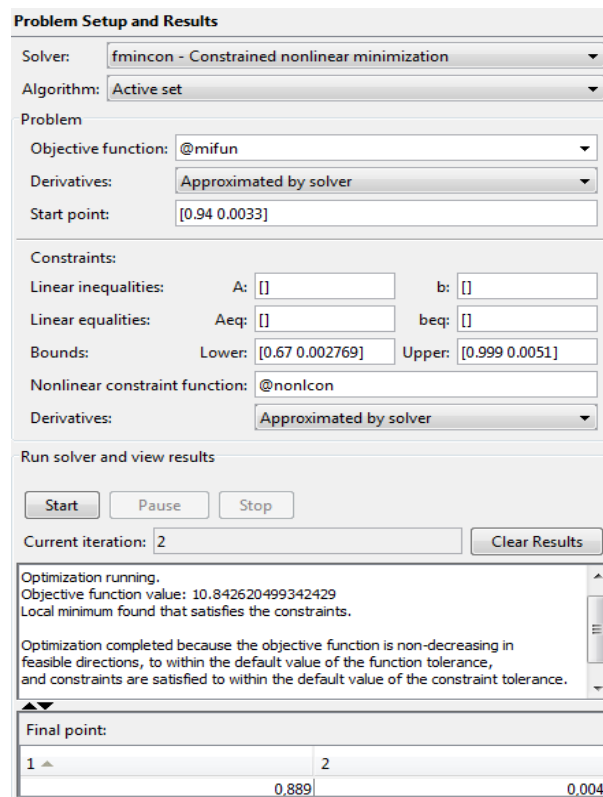 Problem Setup and Results
Solver: fmincon - Constrained nonlinear minimization
Algorithm: Active set
Problem
Objective function: @mifun
Derivatives: Approximated by solver
Start point: [0.94 0.0033]
Constraints:
Linear inequalities: A: [] b: []
Linear equalities: Aeq: [] beq: []
Bounds: Lower: [0.67 0.002769] Upper: [0.999 0.0051]
Nonlinear constraint function: @nonlcon
Derivatives: Approximated by solver
Run solver and view results
Start Pause Stop
Current iteration: 2 Clear Results
Optimization running.
Objective function value: 10.842620499342429
Local minimum found that satisfies the constraints.
Optimization completed because the objective function is non-decreasing in
feasible directions, to within the default value of the function tolerance,
and constraints are satisfied to within the default value of the constraint tolerance.
Final point:
1 2
0,889 0,004